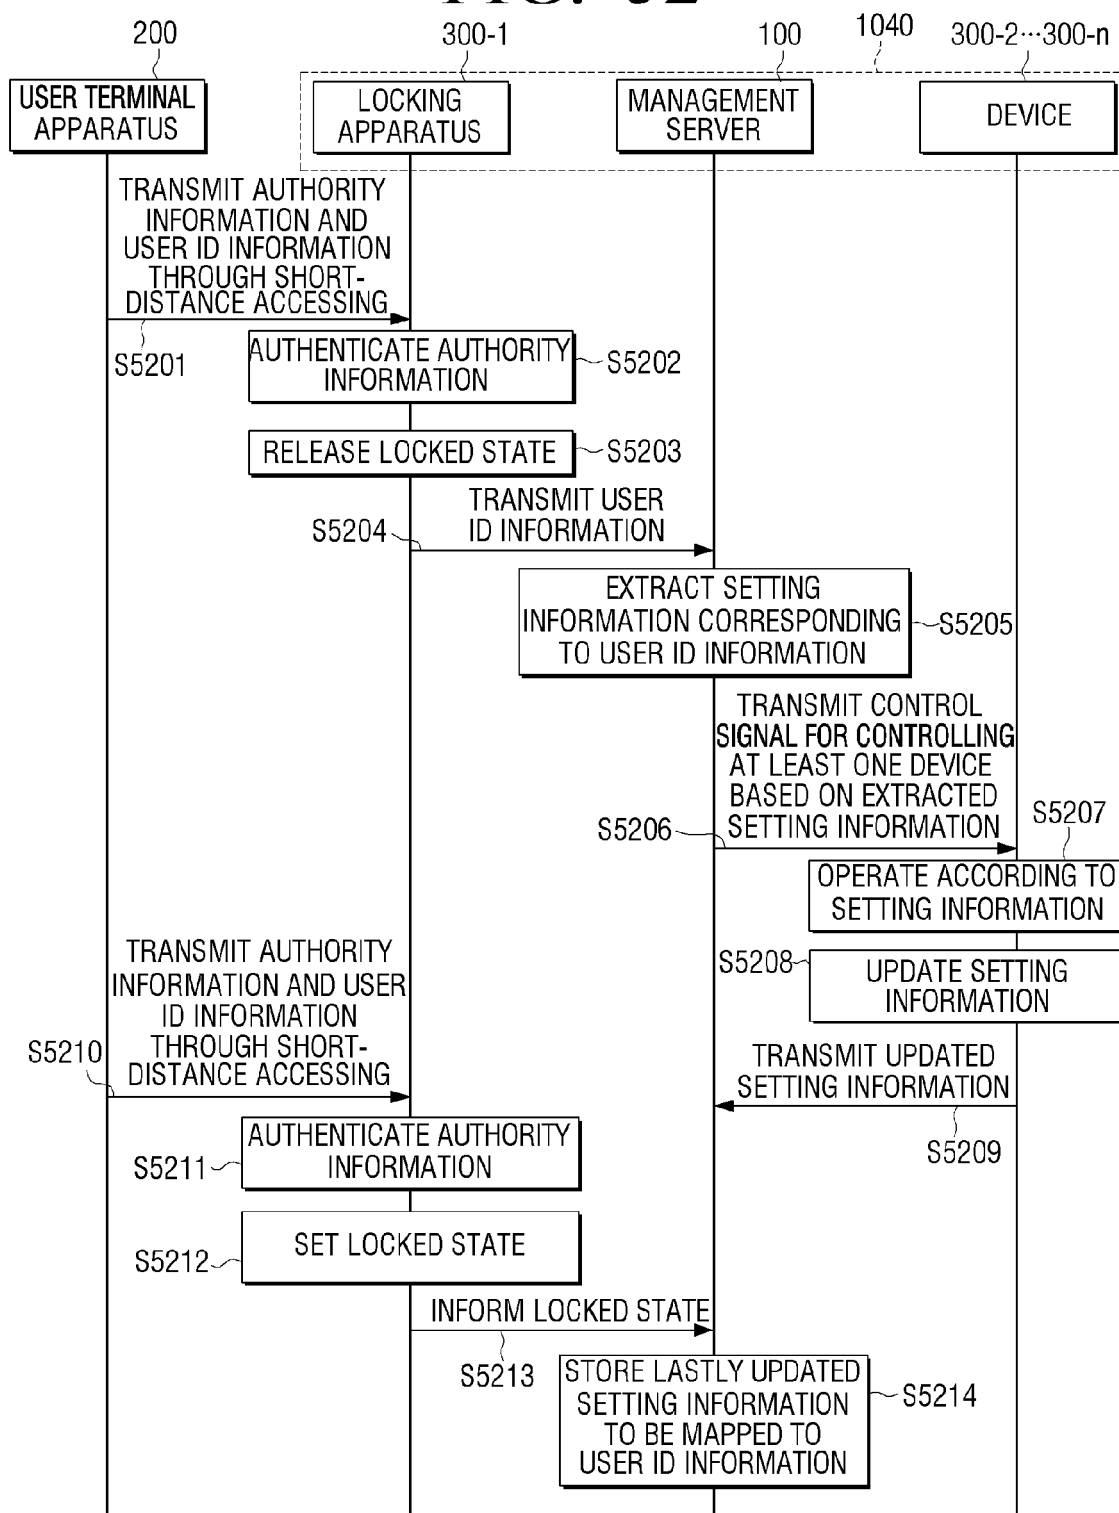 200
300-1
100
1040
300-2···300-n
USER TERMINAL
APPARATUS
LOCKING
APPARATUS
MANAGEMENT
SERVER
DEVICE
TRANSMIT AUTHORITY
INFORMATION AND
USER ID INFORMATION
THROUGH SHORT-
DISTANCE ACCESSING
S5201
AUTHENTICATE AUTHORITY
INFORMATION
S5202
RELEASE LOCKED STATE
S5203
TRANSMIT USER
ID INFORMATION
S5204
EXTRACT SETTING
INFORMATION CORRESPONDING
TO USER ID INFORMATION
S5205
TRANSMIT CONTROL
SIGNAL FOR CONTROLLING
AT LEAST ONE DEVICE
BASED ON EXTRACTED
SETTING INFORMATION
S5206
S5207
OPERATE ACCORDING TO
SETTING INFORMATION
S5208
UPDATE SETTING
INFORMATION
TRANSMIT UPDATED
SETTING INFORMATION
S5209
TRANSMIT AUTHORITY
INFORMATION AND USER
ID INFORMATION
THROUGH SHORT-
DISTANCE ACCESSING
S5210
AUTHENTICATE AUTHORITY
INFORMATION
S5211
SET LOCKED STATE
S5212
INFORM LOCKED STATE
S5213
STORE LASTLY UPDATED
SETTING INFORMATION
TO BE MAPPED TO
USER ID INFORMATION
S5214